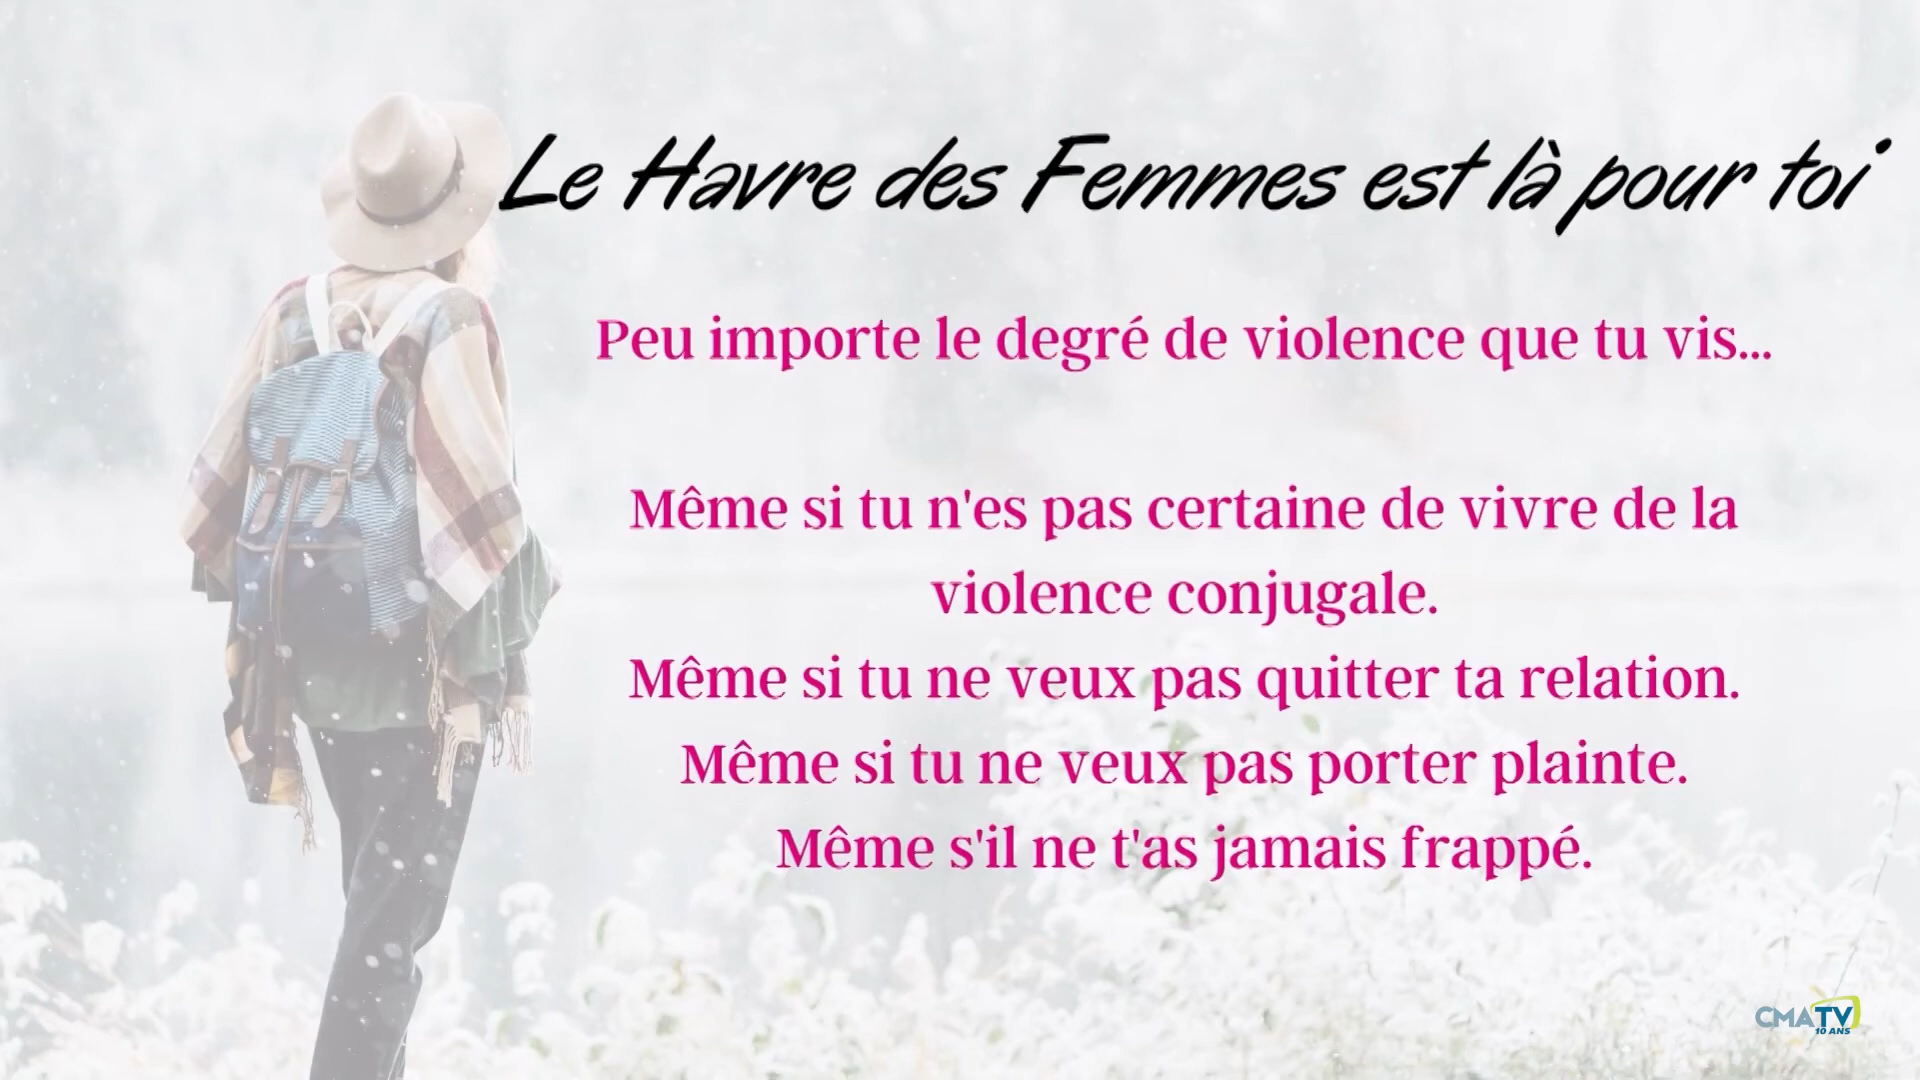 Le Havre des Femmes est là pour toi
Peu importe le degré de violence que tu vis...
Même si tu n'es pas certaine de vivre de la
violence conjugale.
Même si tu ne veux pas quitter ta relation.
Même si tu ne veux pas porter plainte.
Même s'il ne t'as jamais frappé.
CMATV
10 ANS